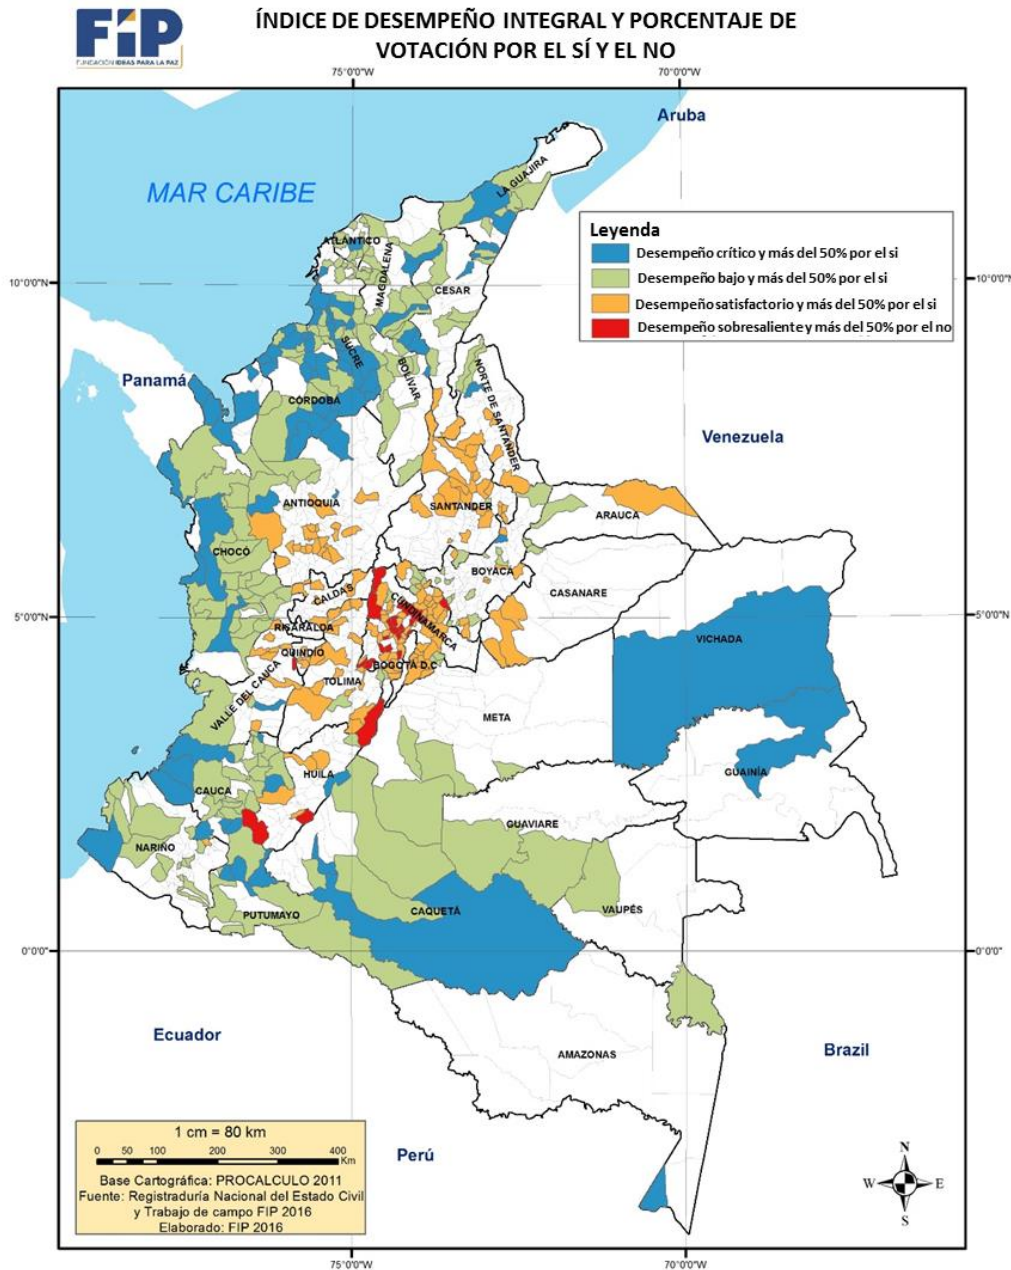 FiP
FUNDACIÓN IDEAS PARA LA PAZ
ÍNDICE DE DESEMPEÑO INTEGRAL Y PORCENTAJE DE
VOTACIÓN POR EL SÍ Y EL NO
75°0'0"W
70°0'0"W
Aruba
MAR CARIBE
LA GUAJIRA
Leyenda
Desempeño crítico y más del 50% por el si
Desempeño bajo y más del 50% por el si
Desempeño satisfactorio y más del 50% por el si
Desempeño sobresaliente y más del 50% por el no
ATLÁNTICO
MAGDALENA
10°0'0"N
10°0'0"N
CESAR
SUCRE
BOLÍVAR
NORTE DE SANTANDER
Panamá
CÓRDOBA
Venezuela
ANTIOQUIA
SANTANDER
ARAUCA
CHOCÓ
BOYACA
CASANARE
CALDAS
CUNDINAMARCA
5°0'0"N
5°0'0"N
RISARALDA
VICHADA
QUINDÍO
BOGOTÁ D.C
TOLIMA
VALLE DEL CAUCA
META
HUILA
GUAINÍA
CAUCA
GUAVIARE
NARIÑO
PUTUMAYO
CAQUETÁ
VAUPÉS
0°0'0"
0°0'0"
Ecuador
AMAZONAS
Brazil
Perú
1 cm = 80 km
0 50 100 200 300 400
Km
Base Cartográfica: PROCALCULO 2011
Fuente: Registraduría Nacional del Estado Civil
y Trabajo de campo FIP 2016
Elaborado: FIP 2016
N
W E
S
75°0'0"W
70°0'0"W